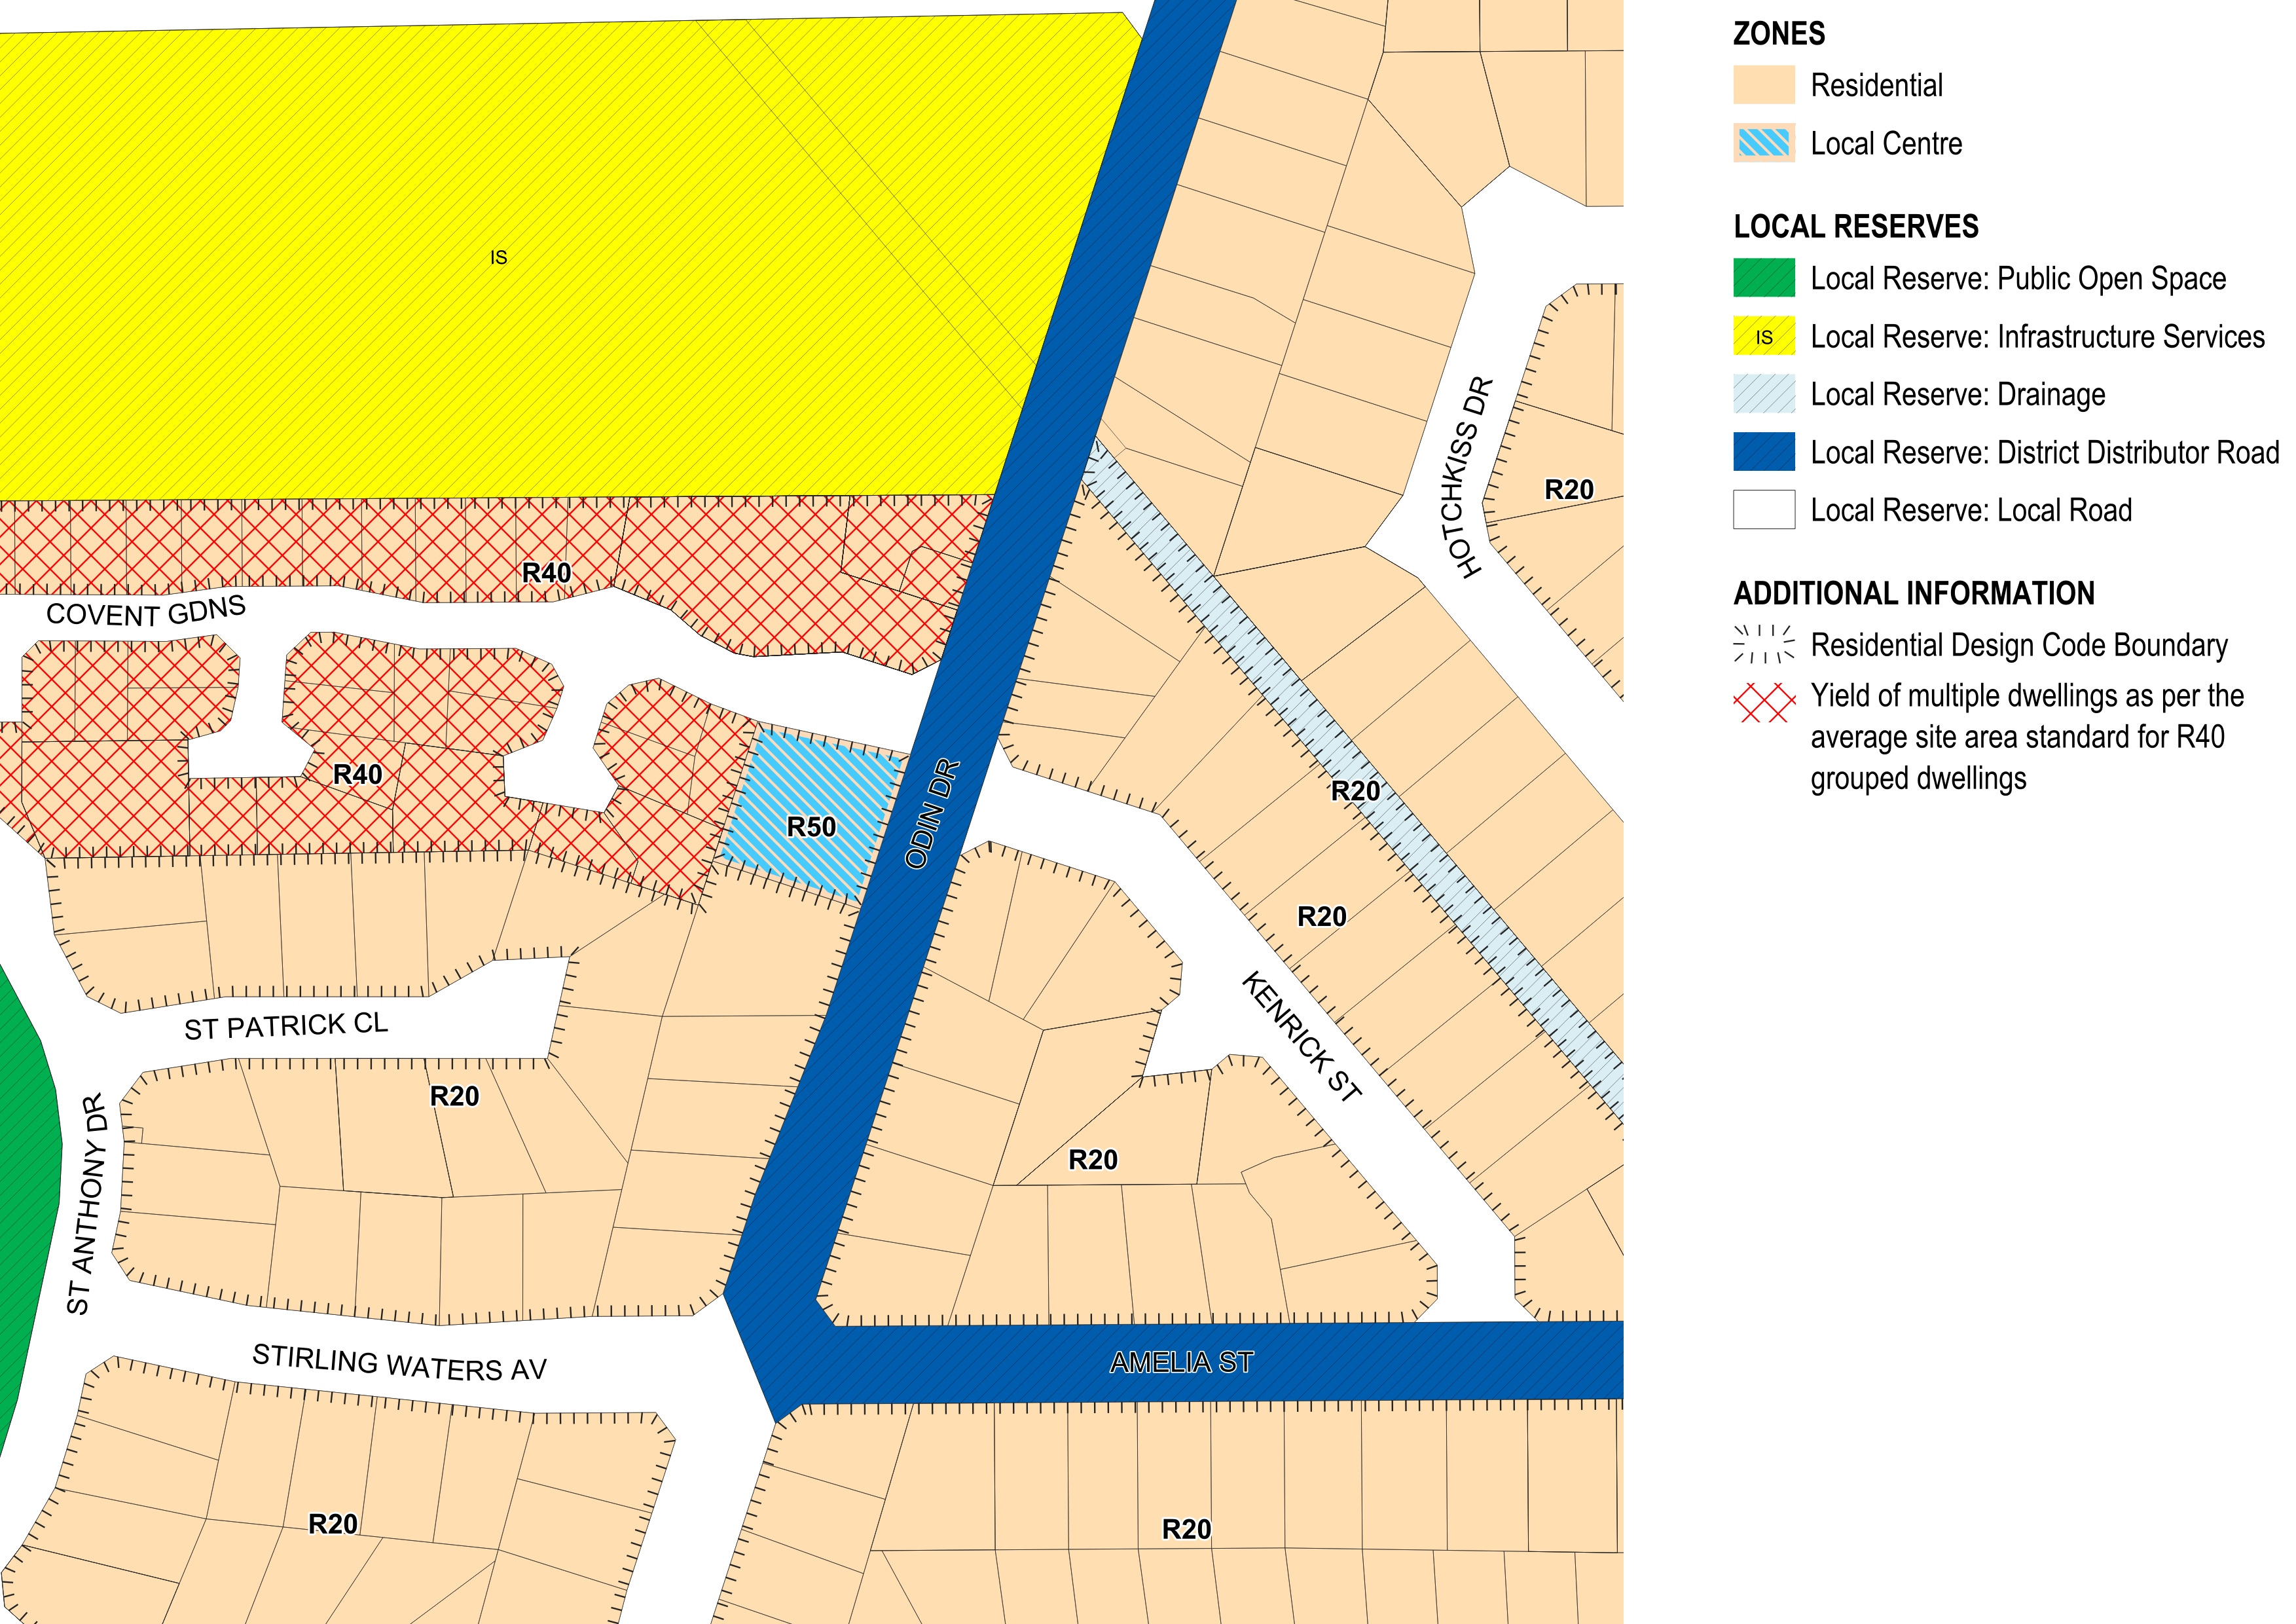 IS
R40
COVENT GDNS
R40
R50
ODIN DR
HOTCHKISS DR
R20
R20
R20
KENRICK ST
ST PATRICK CL
R20
ST ANTHONY DR
R20
STIRLING WATERS AV
AMELIA ST
R20
R20
ZONES
Residential
Local Centre
LOCAL RESERVES
Local Reserve: Public Open Space
IS
Local Reserve: Infrastructure Services
Local Reserve: Drainage
Local Reserve: District Distributor Road
Local Reserve: Local Road
ADDITIONAL INFORMATION
Residential Design Code Boundary
Yield of multiple dwellings as per the
average site area standard for R40
grouped dwellings